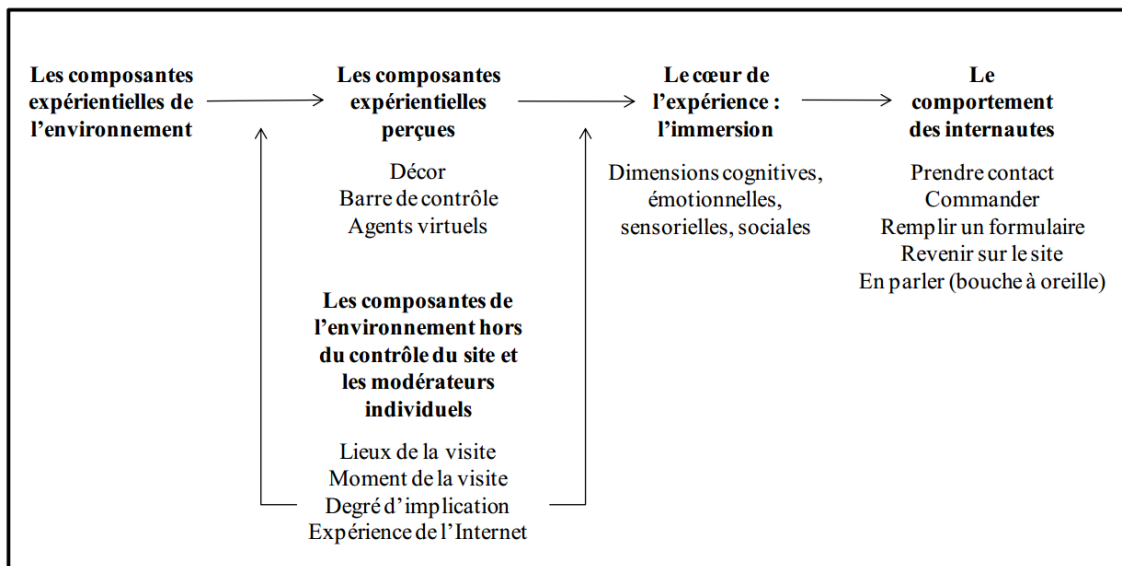 Les composantes
expérientielles de
l’environnement
Les composantes
expérientielles
perçues
Décor
Barre de contrôle
Agents virtuels
Le cœur de
l’expérience :
l’immersion
Dimensions cognitives,
émotionnelles,
sensorielles, sociales
Le
comportement
des internautes
Prendre contact
Commander
Remplir un formulaire
Revenir sur le site
En parler (bouche à oreille)
Les composantes de
l’environnement hors
du contrôle du site et
les modérateurs
individuels
Lieux de la visite
Moment de la visite
Degré d’implication
Expérience de l’Internet